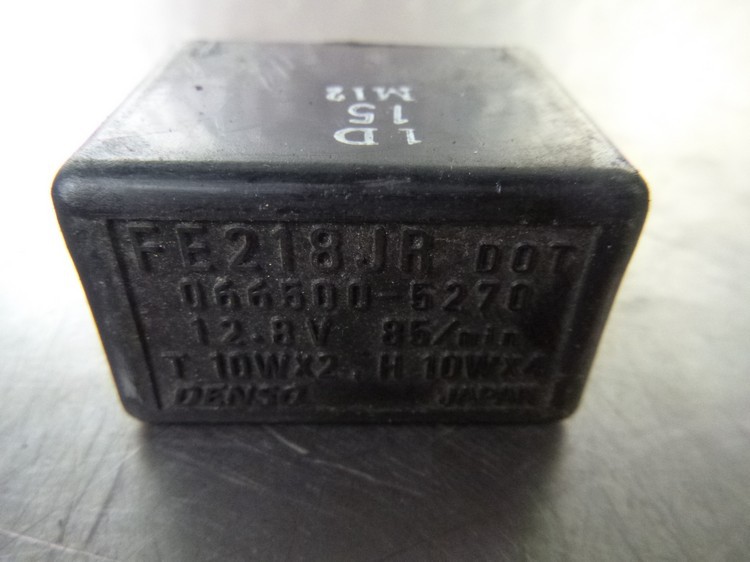 1D
15
M12
FE218JR DOT
066500-5270
12.8V 85/min
T 10WX2 H 10WX4
DENSO JAPAN